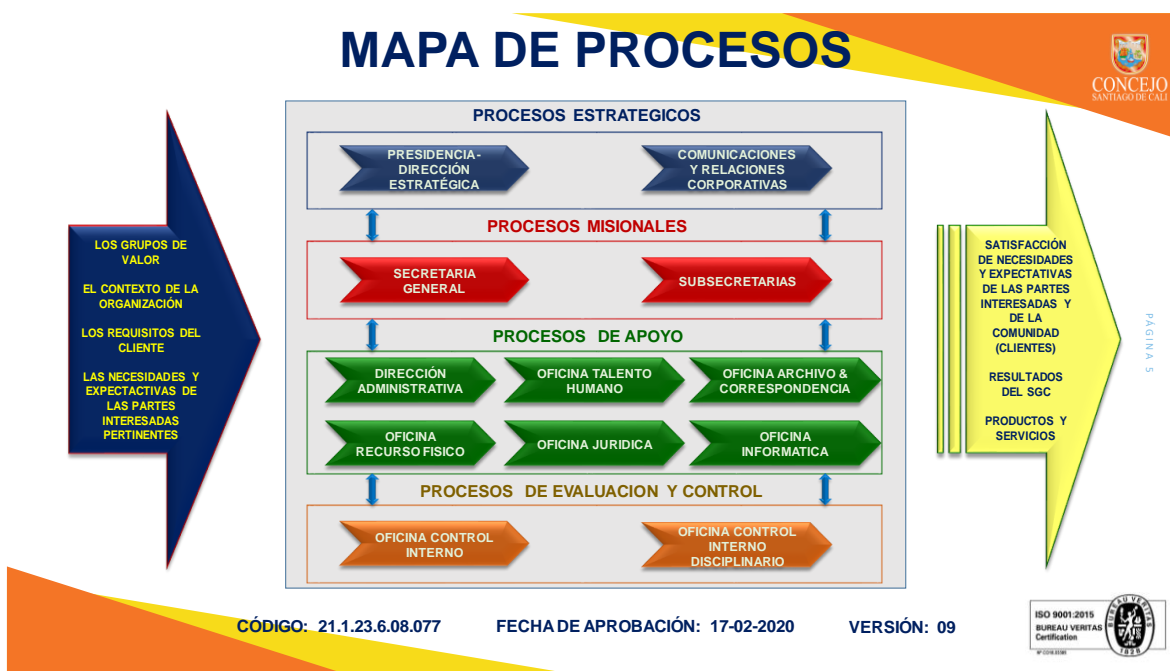 MAPA DE PROCESOS
CONCEJO
SANTIAGO DE CALI
LOS GRUPOS DE
VALOR
EL CONTEXTO DE LA
ORGANIZACIÓN
LOS REQUISITOS DEL
CLIENTE
LAS NECESIDADES Y
EXPECTACTIVAS DE
LAS PARTES
INTERESADAS
PERTINENTES
PROCESOS ESTRATEGICOS
PRESIDENCIA-
DIRECCIÓN
ESTRATÉGICA
COMUNICACIONES
Y RELACIONES
CORPORATIVAS
PROCESOS MISIONALES
SECRETARIA
GENERAL
SUBSECRETARIAS
PROCESOS DE APOYO
DIRECCIÓN
ADMINISTRATIVA
OFICINA TALENTO
HUMANO
OFICINA ARCHIVO &
CORRESPONDENCIA
OFICINA
RECURSO FISICO
OFICINA JURIDICA
OFICINA
INFORMATICA
PROCESOS DE EVALUACION Y CONTROL
OFICINA CONTROL
INTERNO
OFICINA CONTROL
INTERNO
DISCIPLINARIO
SATISFACCIÓN
DE NECESIDADES
Y EXPECTATIVAS
DE LAS PARTES
INTERESADAS Y
DE LA
COMUNIDAD
(CLIENTES)
RESULTADOS
DEL SGC
PRODUCTOS Y
SERVICIOS
PÁGINA 5
CÓDIGO: 21.1.23.6.08.077 FECHA DE APROBACIÓN: 17-02-2020 VERSIÓN: 09
ISO 9001:2015
BUREAU VERITAS
Certification
BUREAU VERITAS
1828